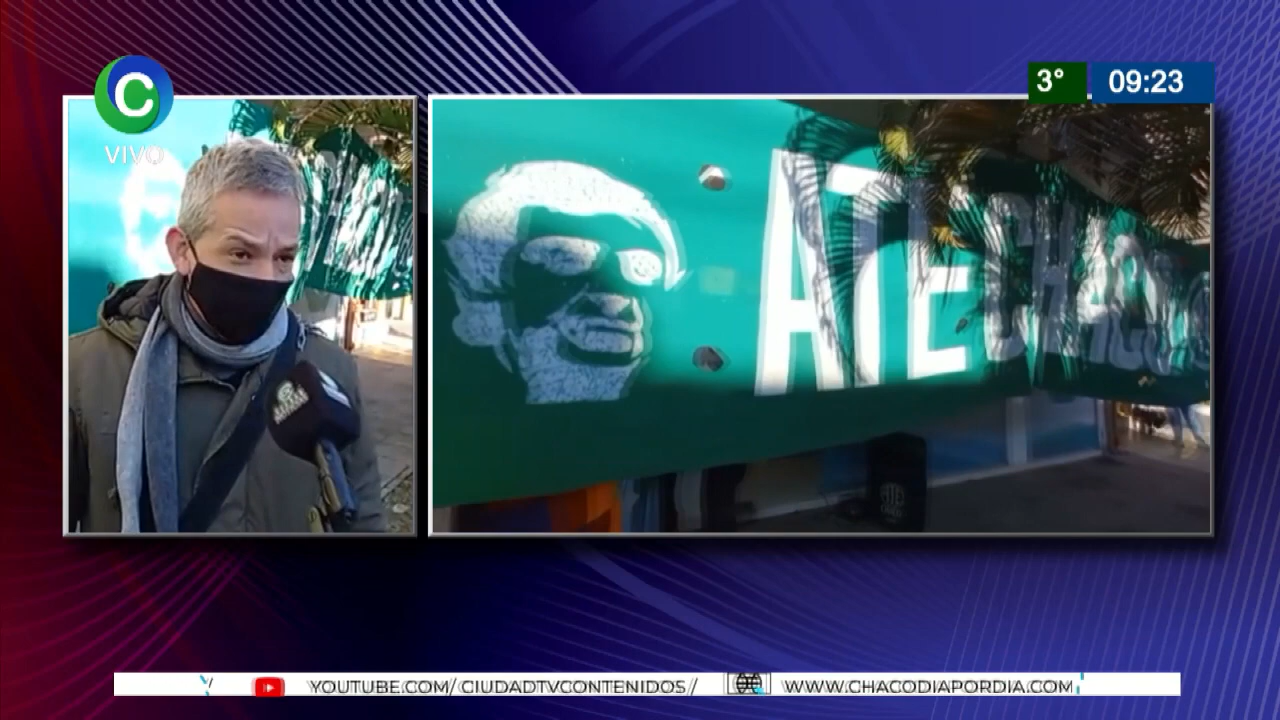 C
VIVO
3°
09:23
ATE CHACO
YOUTUBE.COM/ CIUDADTVCONTENIDOS/
WWW.CHACODIAPORDIA.COM